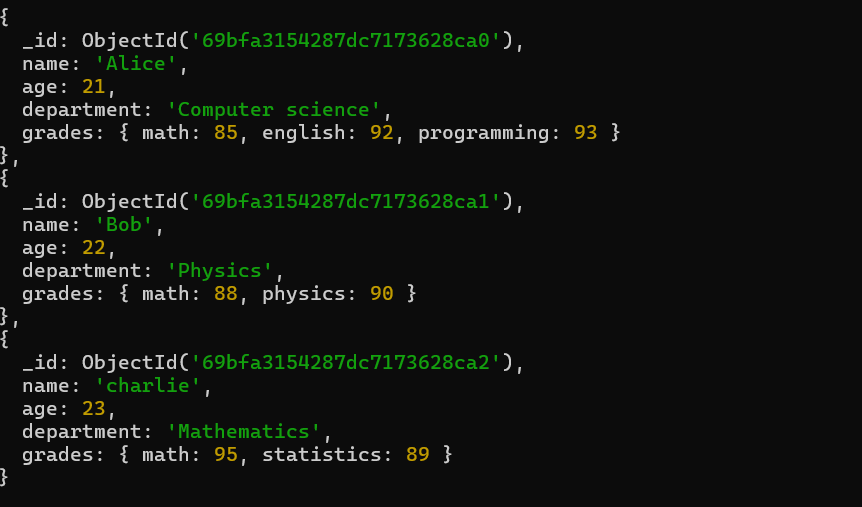 {
  _id: ObjectId('69bfa3154287dc7173628ca0'),
  name: 'Alice',
  age: 21,
  department: 'Computer science',
  grades: { math: 85, english: 92, programming: 93 }
},
{
  _id: ObjectId('69bfa3154287dc7173628ca1'),
  name: 'Bob',
  age: 22,
  department: 'Physics',
  grades: { math: 88, physics: 90 }
},
{
  _id: ObjectId('69bfa3154287dc7173628ca2'),
  name: 'charlie',
  age: 23,
  department: 'Mathematics',
  grades: { math: 95, statistics: 89 }
}